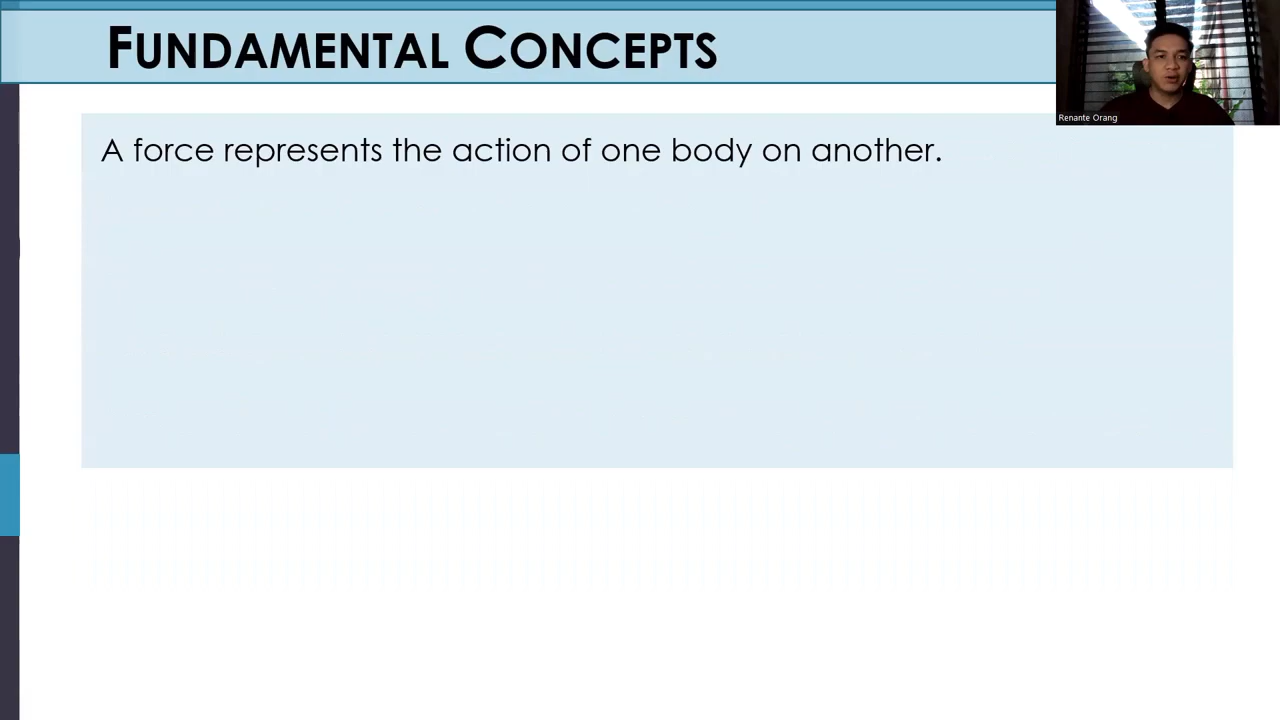 FUNDAMENTAL CONCEPTS
Renante Orang
A force represents the action of one body on another.